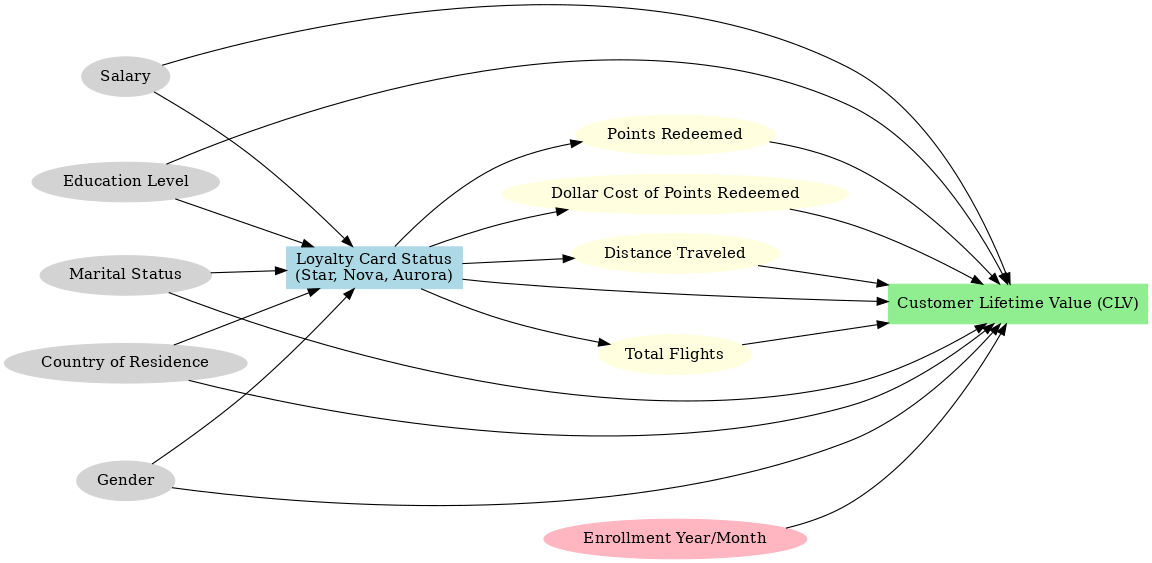 Salary
Education Level
Marital Status
Country of Residence
Gender
Loyalty Card Status
(Star, Nova, Aurora)
Points Redeemed
Dollar Cost of Points Redeemed
Distance Traveled
Total Flights
Enrollment Year/Month
Customer Lifetime Value (CLV)